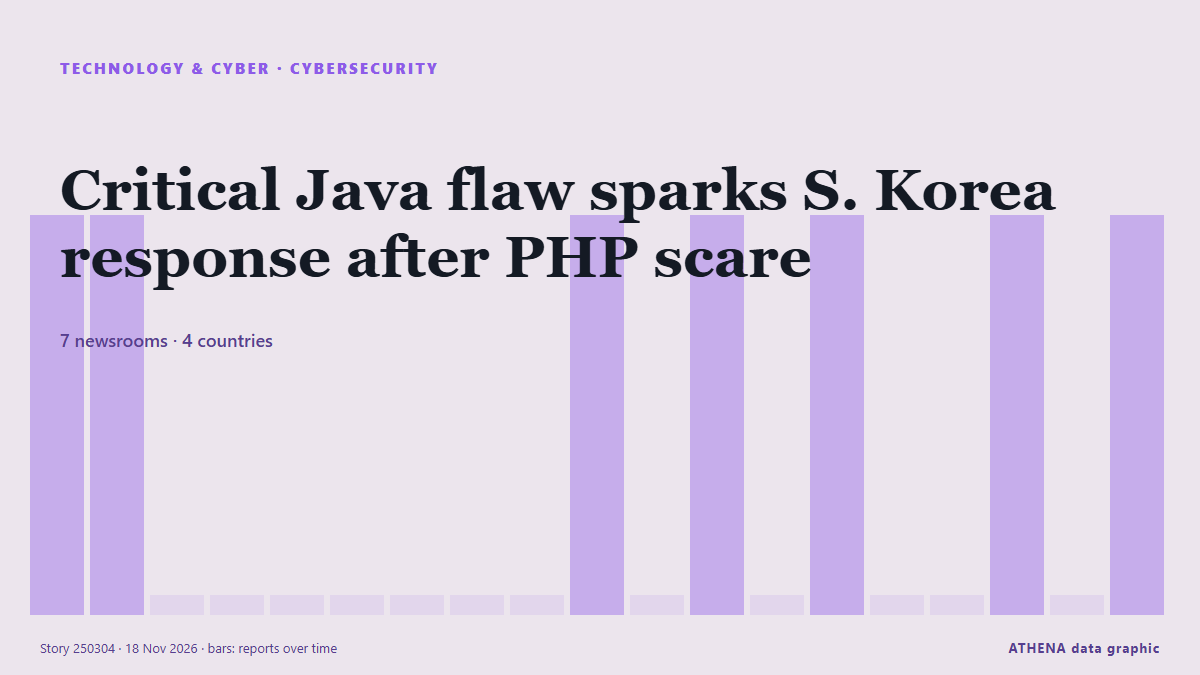 TECHNOLOGY & CYBER · CYBERSECURITY
Critical Java flaw sparks S. Korea
response after PHP scare
7 newsrooms · 4 countries
Story 250304 · 18 Nov 2026 · bars: reports over time
ATHENA data graphic